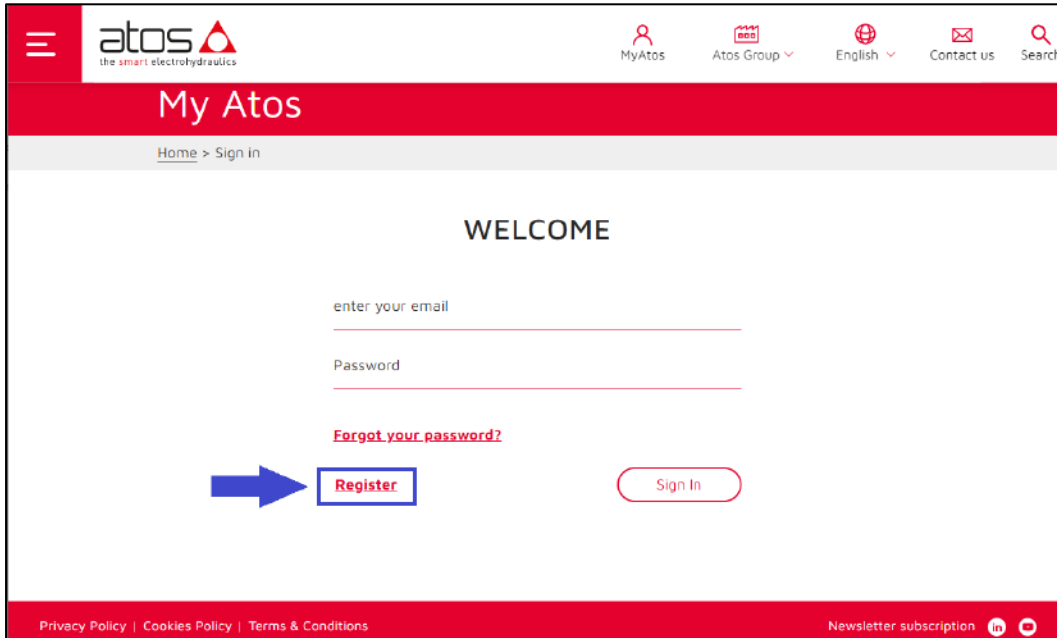 atos
the smart electrohydraulics
MyAtos
Atos Group
English
Contact us
Search
My Atos
Home > Sign in
WELCOME
enter your email
Password
Forgot your password?
Register
Sign In
Privacy Policy | Cookies Policy | Terms & Conditions
Newsletter subscription in